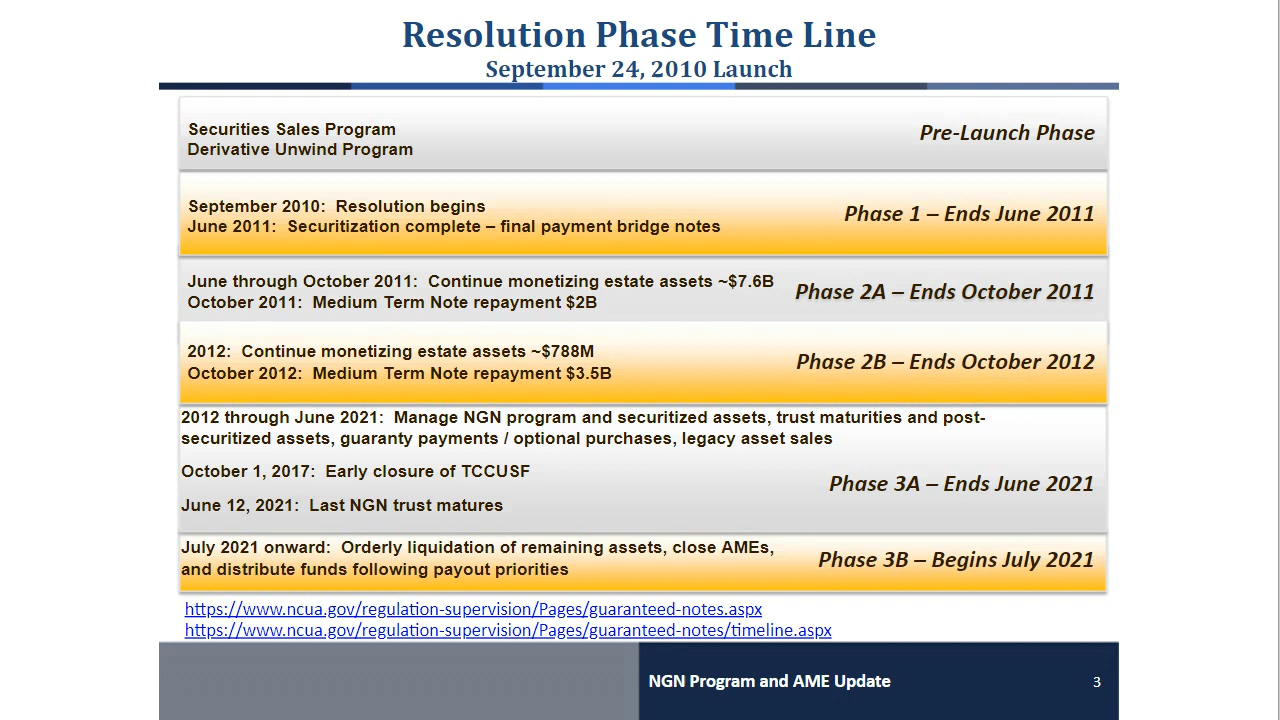 Resolution Phase Time Line
September 24, 2010 Launch
Securities Sales Program
Derivative Unwind Program
Pre-Launch Phase
September 2010:  Resolution begins
June 2011:  Securitization complete – final payment bridge notes
Phase 1 – Ends June 2011
June through October 2011:  Continue monetizing estate assets ~$7.6B
October 2011:  Medium Term Note repayment $2B
Phase 2A – Ends October 2011
2012:  Continue monetizing estate assets ~$788M
October 2012:  Medium Term Note repayment $3.5B
Phase 2B – Ends October 2012
2012 through June 2021:  Manage NGN program and securitized assets, trust maturities and post-
securitized assets, guaranty payments / optional purchases, legacy asset sales
October 1, 2017:  Early closure of TCCUSF
June 12, 2021:  Last NGN trust matures
Phase 3A – Ends June 2021
July 2021 onward:  Orderly liquidation of remaining assets, close AMEs,
and distribute funds following payout priorities
Phase 3B – Begins July 2021
https://www.ncua.gov/regulation-supervision/Pages/guaranteed-notes.aspx
https://www.ncua.gov/regulation-supervision/Pages/guaranteed-notes/timeline.aspx
NGN Program and AME Update
3